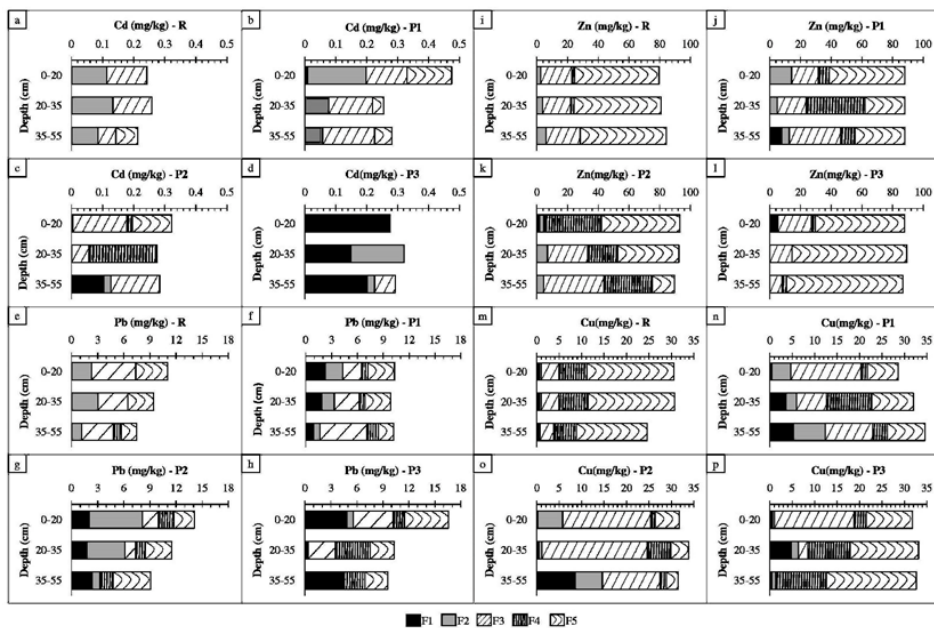 a Cd (mg/kg) - R
0 0.1 0.2 0.3 0.4 0.5
Depth (cm)
0-20
20-35
35-55
b Cd (mg/kg) - P1
0 0.1 0.2 0.3 0.4 0.5
Depth (cm)
0-20
20-35
35-55
i Zn (mg/kg) - R
0 20 40 60 80 100
Depth (cm)
0-20
20-35
35-55
j Zn (mg/kg) - P1
0 20 40 60 80 100
Depth (cm)
0-20
20-35
35-55
c Cd (mg/kg) - P2
0 0.1 0.2 0.3 0.4 0.5
Depth (cm)
0-20
20-35
35-55
d Cd(mg/kg) - P3
0 0.1 0.2 0.3 0.4 0.5
Depth (cm)
0-20
20-35
35-55
k Zn(mg/kg) - P2
0 20 40 60 80 100
Depth (cm)
0-20
20-35
35-55
l Zn(mg/kg) - P3
0 20 40 60 80 100
Depth (cm)
0-20
20-35
35-55
e Pb (mg/kg) - R
0 3 6 9 12 15 18
Depth (cm)
0-20
20-35
35-55
f Pb (mg/kg) - P1
0 3 6 9 12 15 18
Depth (cm)
0-20
20-35
35-55
m Cu(mg/kg) - R
0 5 10 15 20 25 30 35
Depth (cm)
0-20
20-35
35-55
n Cu(mg/kg) - P1
0 5 10 15 20 25 30 35
Depth (cm)
0-20
20-35
35-55
g Pb (mg/kg) - P2
0 3 6 9 12 15 18
Depth (cm)
0-20
20-35
35-55
h Pb (mg/kg) - P3
0 3 6 9 12 15 18
Depth (cm)
0-20
20-35
35-55
o Cu(mg/kg) - P2
0 5 10 15 20 25 30 35
Depth (cm)
0-20
20-35
35-55
p Cu(mg/kg) - P3
0 5 10 15 20 25 30 35
Depth (cm)
0-20
20-35
35-55
F1 F2 F3 F4 F5